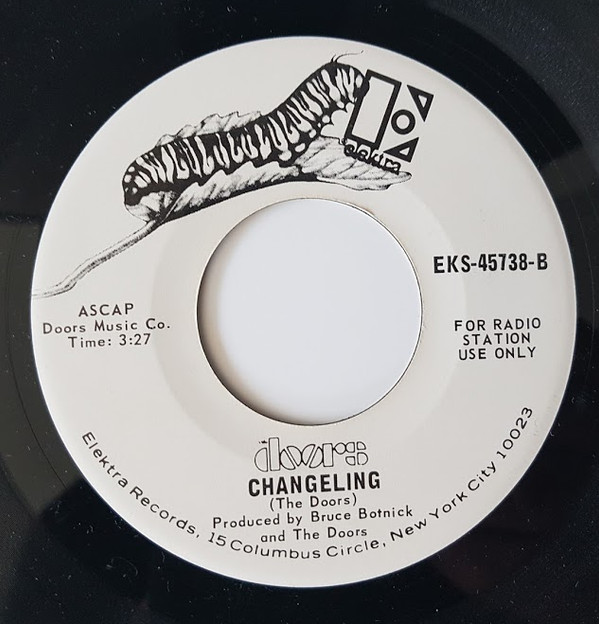 elektra
EKS-45738-B
ASCAP
Doors Music Co.
Time: 3:27
FOR RADIO
STATION
USE ONLY
the doors
CHANGELING
(The Doors)
Produced by Bruce Botnick
and The Doors
Elektra Records, 15 Columbus Circle, New York City 10023